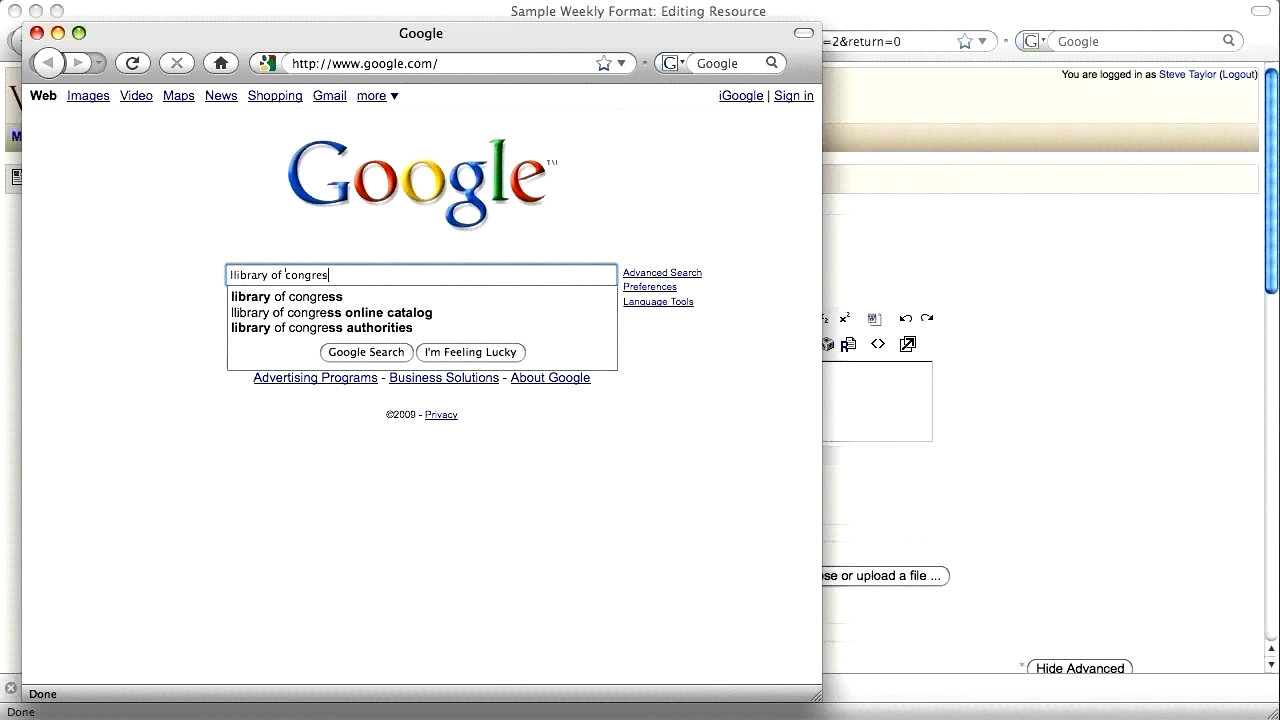 Sample Weekly Format: Editing Resource
Google
http://www.google.com/
Google
=2&return=0
Google
You are logged in as Steve Taylor (Logout)
Web Images Video Maps News Shopping Gmail more ▼
iGoogle | Sign in
Google™
llibrary of congres
Advanced Search
Preferences
Language Tools
library of congress
llibrary of congress online catalog
library of congress authorities
Google Search
I'm Feeling Lucky
Advertising Programs - Business Solutions - About Google
©2009 - Privacy
se or upload a file ...
Hide Advanced
Done
Done